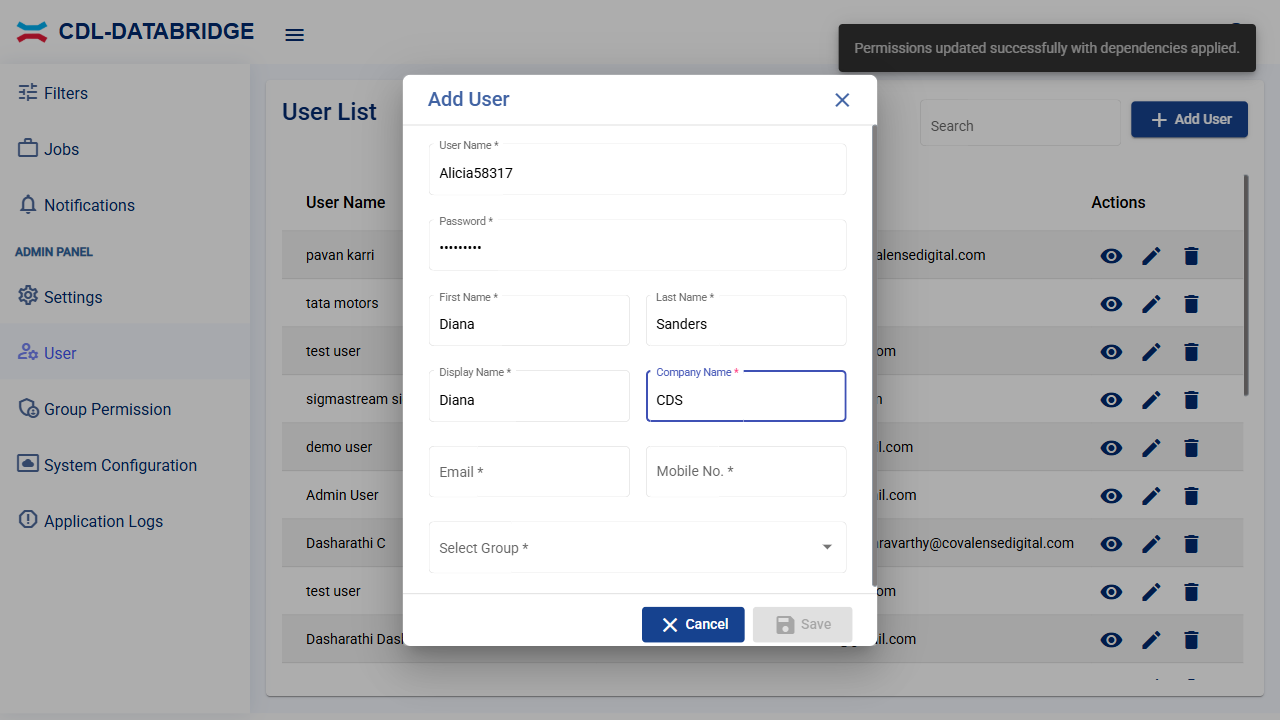 CDL-DATABRIDGE
Permissions updated successfully with dependencies applied.
Filters
Jobs
Notifications
ADMIN PANEL
Settings
User
Group Permission
System Configuration
Application Logs
User List
Search
Add User
User Name
Actions
pavan karri
alensedigital.com
tata motors
test user
om
sigmastream si
demo user
l.com
Admin User
il.com
Dasharathi C
aravarthy@covalensedigital.com
test user
om
Dasharathi Das
il.com
Add User
User Name *
Alicia58317
Password *
•••••••••
First Name *
Diana
Last Name *
Sanders
Display Name *
Diana
Company Name *
CDS
Email *
Mobile No. *
Select Group *
Cancel
Save